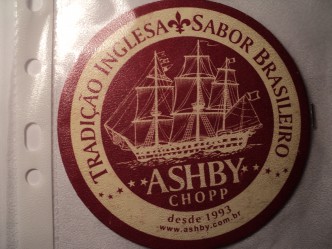 TRADIÇÃO INGLESA SABOR BRASILEIRO
ASHBY
CHOPP
desde 1993
www.ashby.com.br